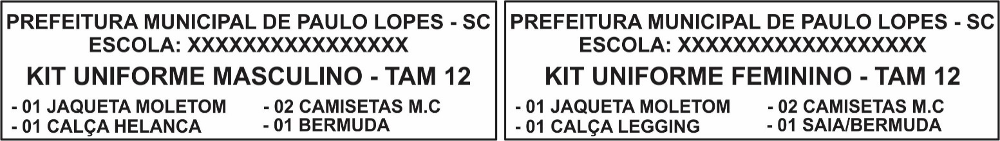 PREFEITURA MUNICIPAL DE PAULO LOPES - SC
ESCOLA: XXXXXXXXXXXXXXXX
KIT UNIFORME MASCULINO - TAM 12
- 01 JAQUETA MOLETOM - 02 CAMISETAS M.C
- 01 CALÇA HELANCA - 01 BERMUDA
PREFEITURA MUNICIPAL DE PAULO LOPES - SC
ESCOLA: XXXXXXXXXXXXXXXXXX
KIT UNIFORME FEMININO - TAM 12
- 01 JAQUETA MOLETOM - 02 CAMISETAS M.C
- 01 CALÇA LEGGING - 01 SAIA/BERMUDA